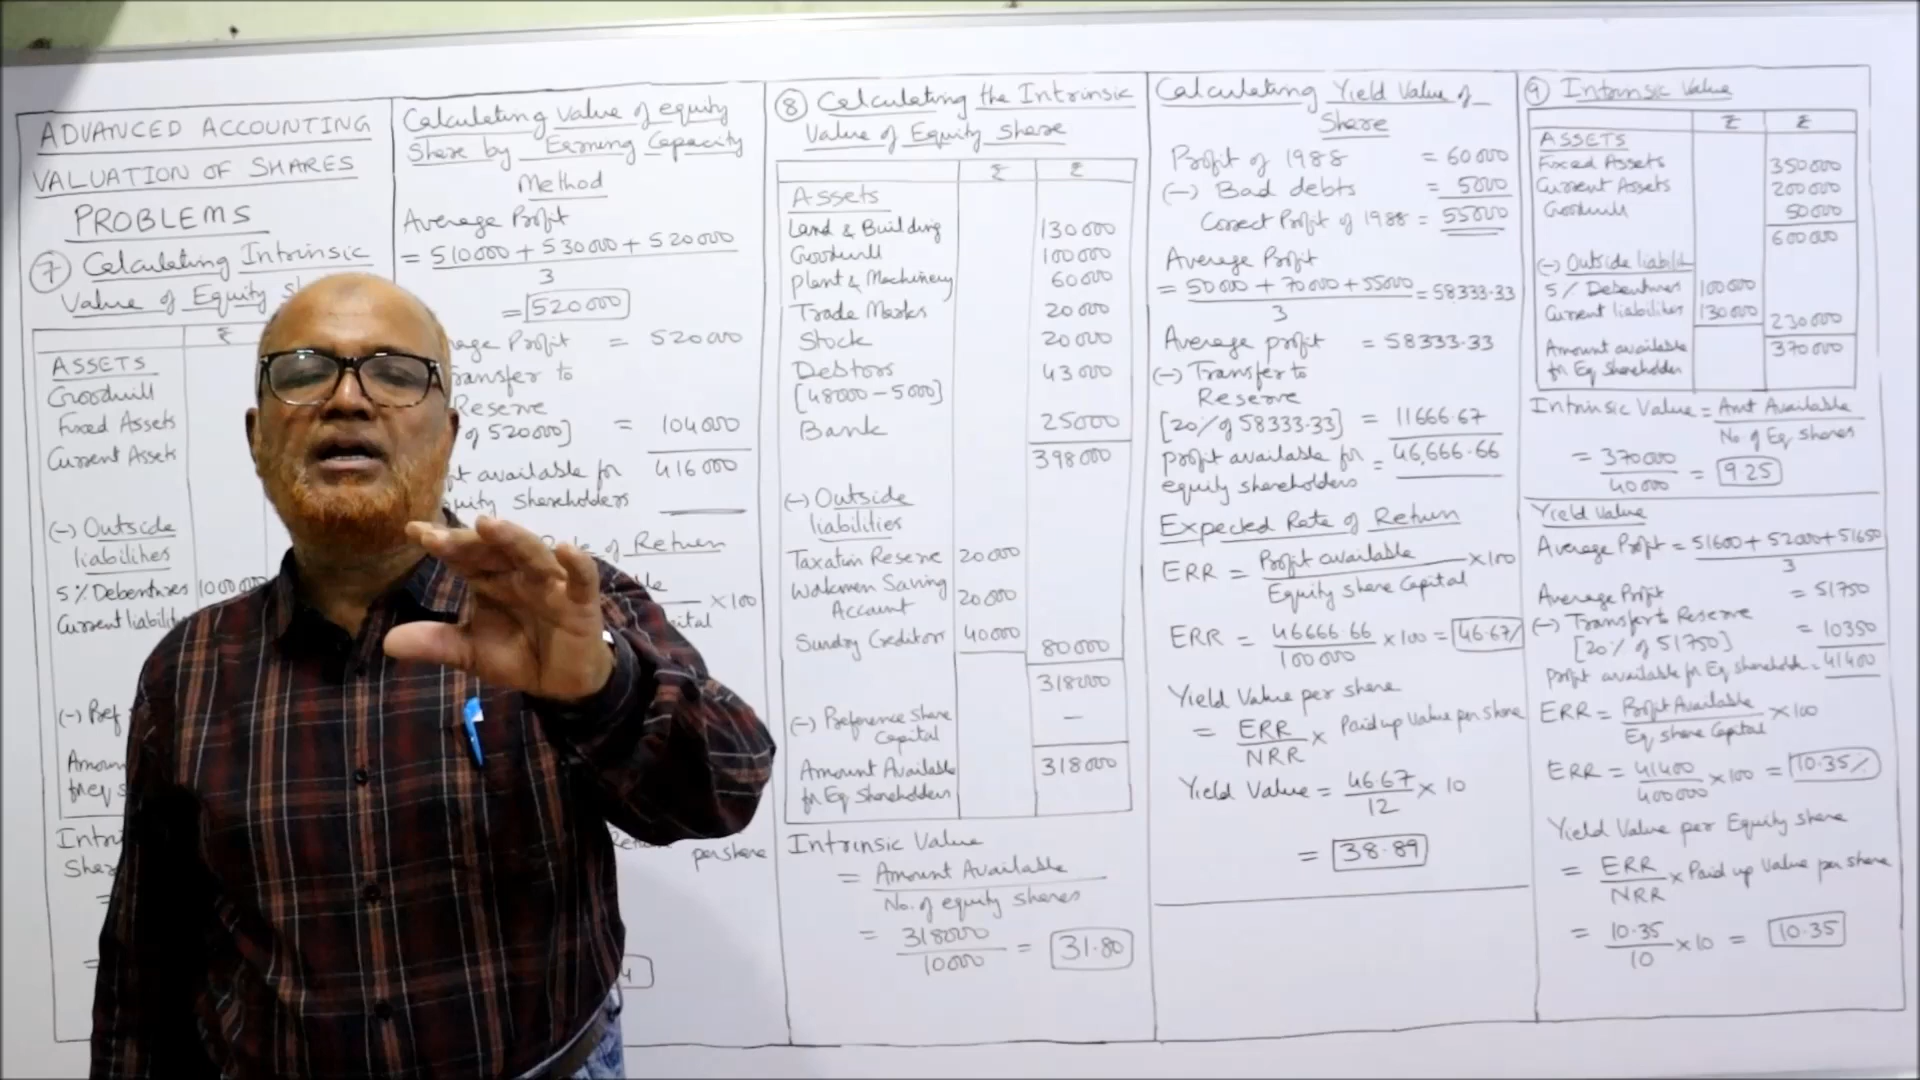 ADVANCED ACCOUNTING
VALUATION OF SHARES
PROBLEMS
7 Calculating Intrinsic
Value of Equity
₹
ASSETS
Goodwill
Fixed Assets
Current Assets
(-) Outside
liabilities
5% Debentures 100000
Current
(-) Pref
Calculating Value of equity
Share by Earning Capacity
Method
Average Profit
= 510000 + 530000 + 520000
3
= 520000
Profit = 520000
Transfer to
Reserve
of 520000] = 104000
available for 416000
Shareholders
of Return
× 100
per share
8 Calculating the Intrinsic
Value of Equity share
₹ ₹
Assets
Land & Building 130000
Goodwill 100000
Plant & Machinery 60000
Trade Marks 20000
Stock 20000
Debtors 43000
[48000 - 5000]
Bank 25000
398000
(-) Outside
liabilities
Taxation Reserve 20000
Workmen Saving
Account 20000
Sundry Creditors 40000 80000
318000
(-) Preference Share –
Capital
Amount Available 318000
for Eq Shareholders
Intrinsic Value
= Amount Available
No. of equity shares
= 318000
10000 = 31.80
Calculating Yield Value of
Share
Profit of 1988 = 60000
(-) Bad debts = 5000
Correct Profit of 1988 = 55000
Average Profit
= 50000 + 70000 + 55000 = 58333.33
3
Average profit = 58333.33
(-) Transfer to
Reserve
[20% of 58333.33] = 11666.67
profit available for = 46,666.66
equity shareholders
Expected Rate of Return
ERR = Profit available × 100
Equity share Capital
ERR = 46666.66 × 100 = 46.67%
100000
Yield Value per share
= ERR × Paid up Value per share
NRR
Yield Value = 46.67 × 10
12
= 38.89
9 Intrinsic Value
₹ ₹
ASSETS
Fixed Assets 350000
Current Assets 200000
Goodwill 50000
600000
(-) Outside
5% Debentures 100000
Current liabilities 130000 230000
Amount available 370000
for Eq Shareholder
Intrinsic Value = Amt Available
No of Eq shares
= 370000
40000 = 9.25
Yield Value
Average Profit = 51600 + 52000 + 51650
3
Average Profit = 51750
(-) Transfer to Reserve
[20% of 51750] = 10350
Profit available for Eq = 41400
ERR = Profit Available × 100
Eq share Capital
ERR = 41400 × 100 = 10.35%
400000
Yield Value per Equity share
= ERR × Paid up Value per share
NRR
= 10.35 × 10 = 10.35
10